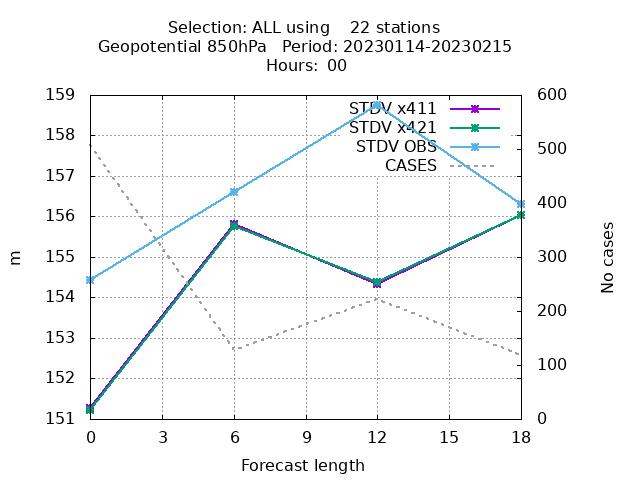 Selection: ALL using    22 stations
Geopotential 850hPa   Period: 20230114-20230215
Hours: 00
159
158
157
156
155
154
153
152
151
m
600
500
400
300
200
100
0
No cases
STDV x411
STDV x421
STDV OBS
CASES
0 3 6 9 12 15 18
Forecast length